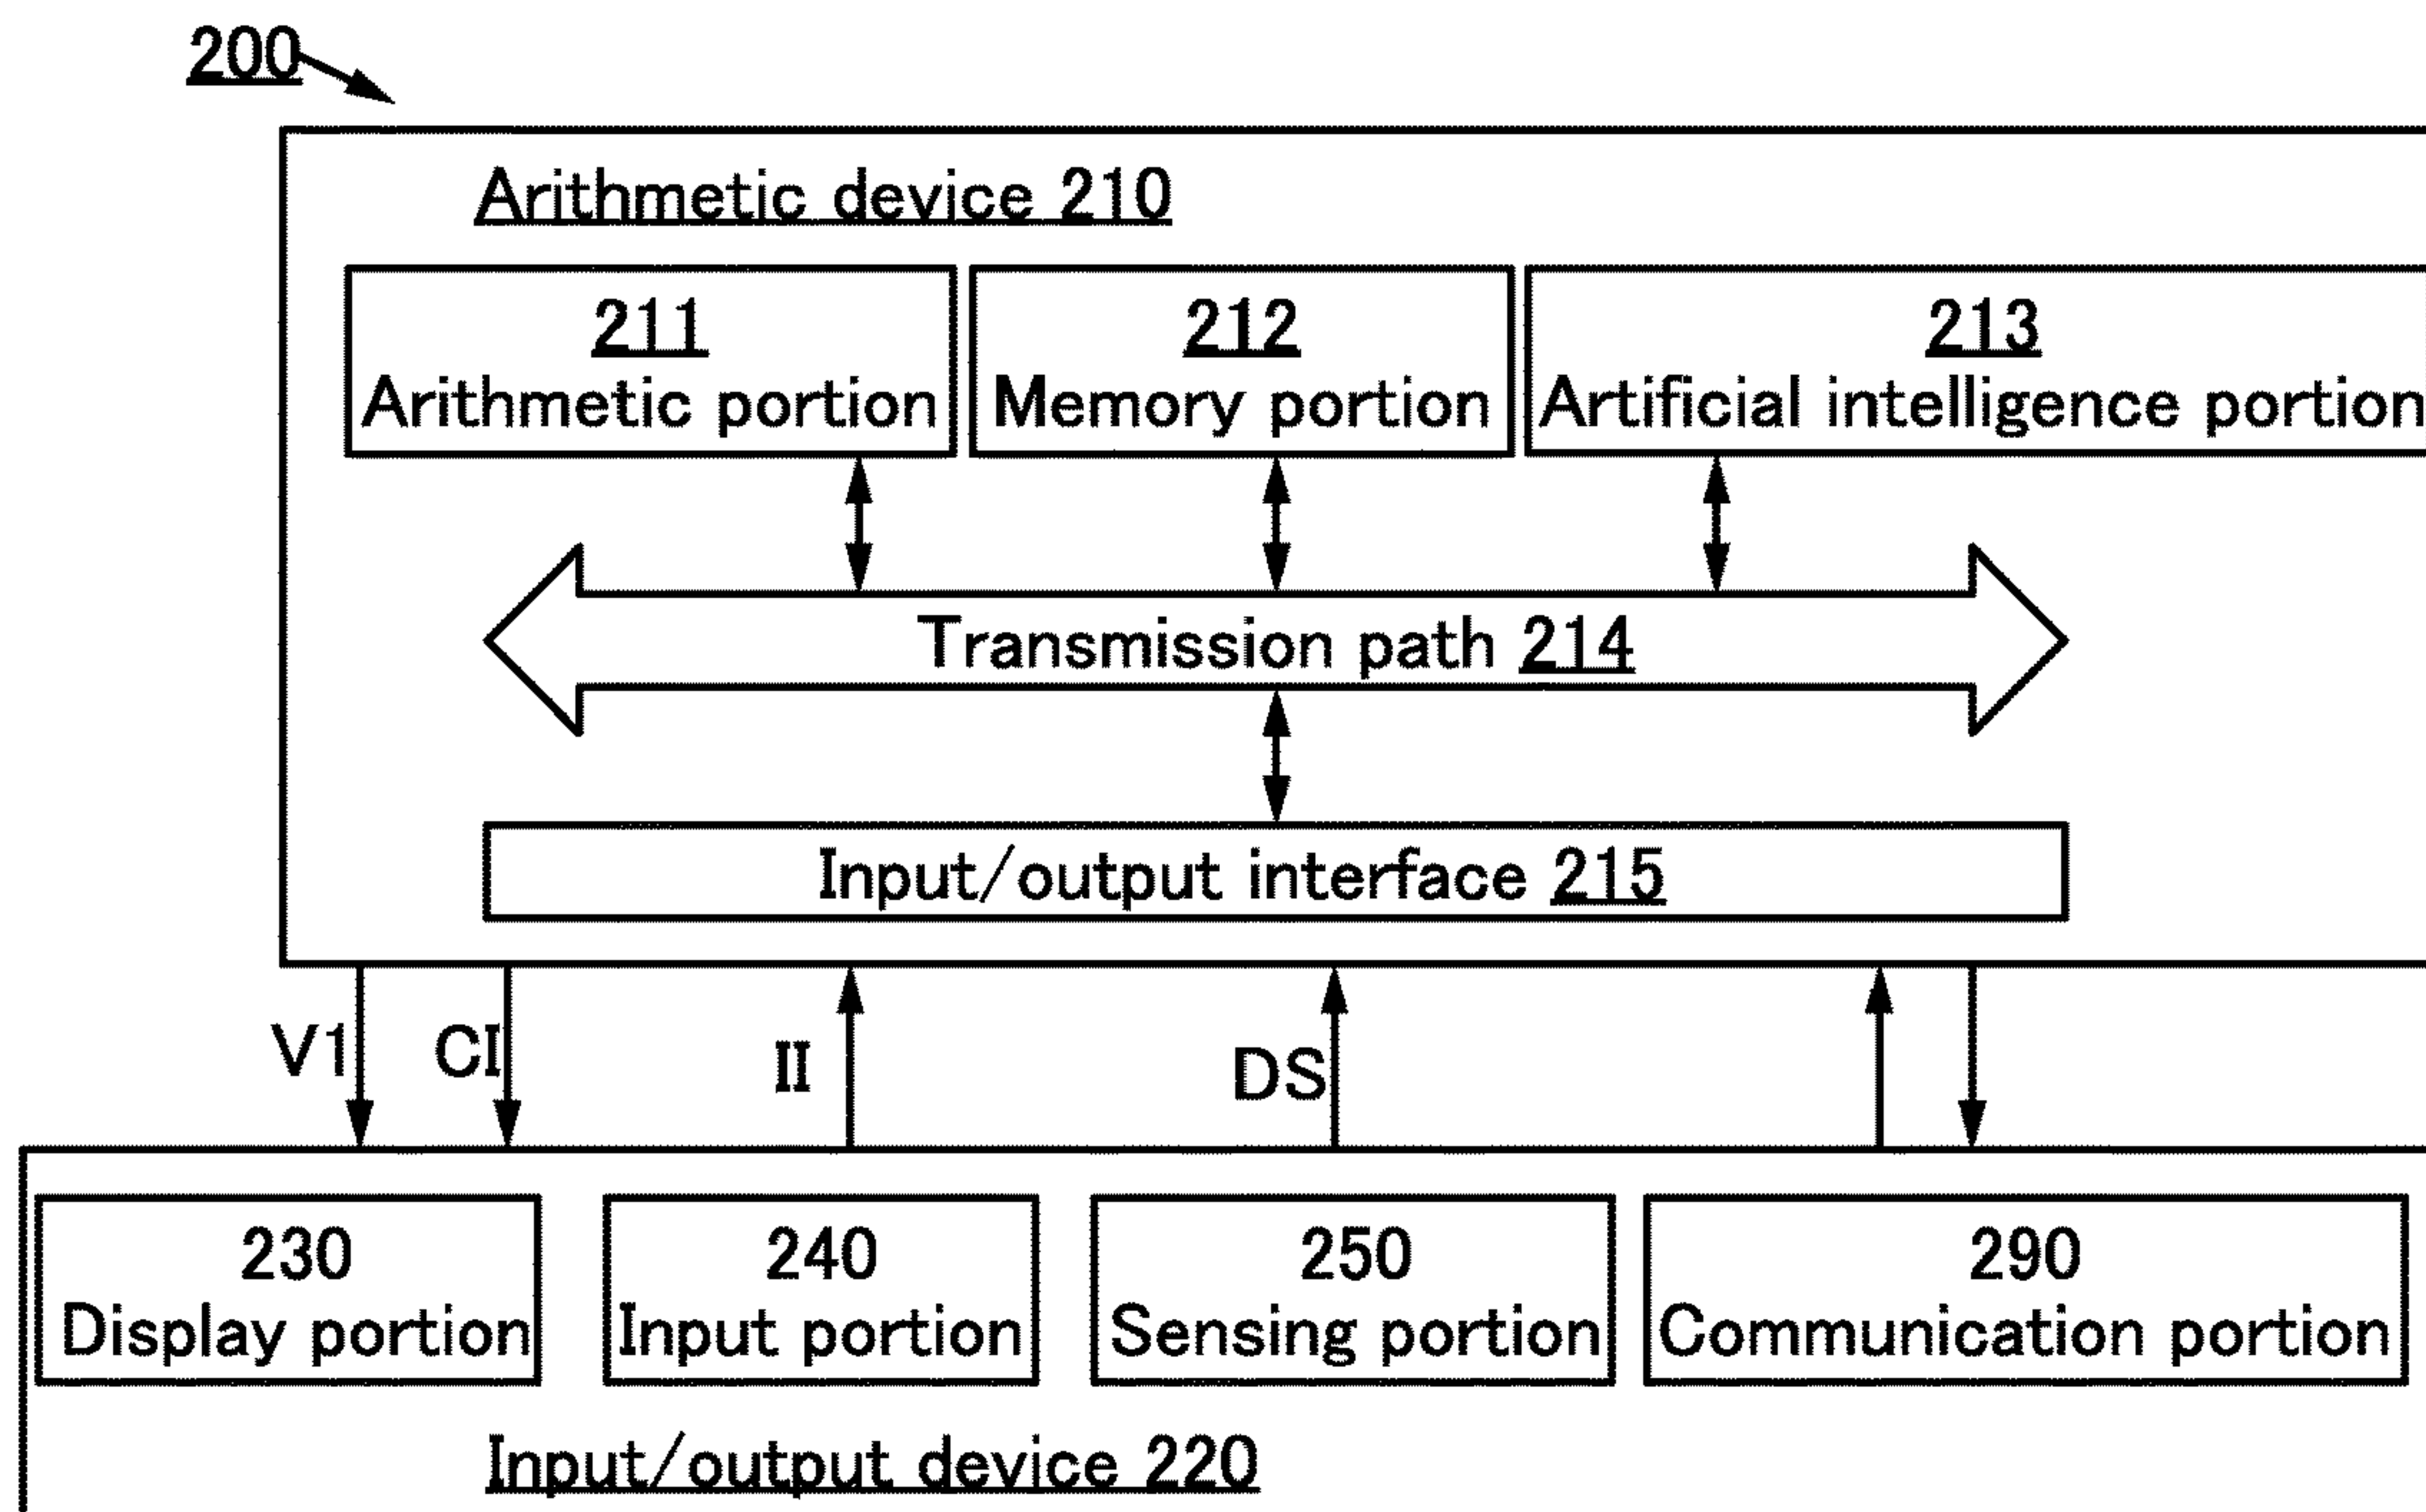 200
Arithmetic device 210
211
Arithmetic portion
212
Memory portion
213
Artificial intelligence portion
Transmission path 214
Input/output interface 215
V1
CI
II
DS
230
Display portion
240
Input portion
250
Sensing portion
290
Communication portion
Input/output device 220